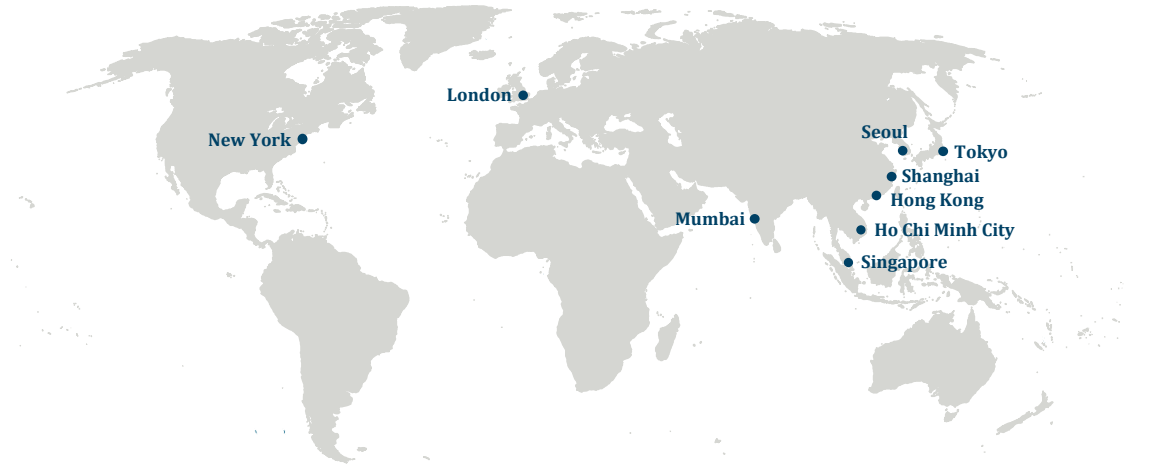 London
Seoul
New York
Tokyo
Shanghai
Hong Kong
Mumbai
Ho Chi Minh City
Singapore